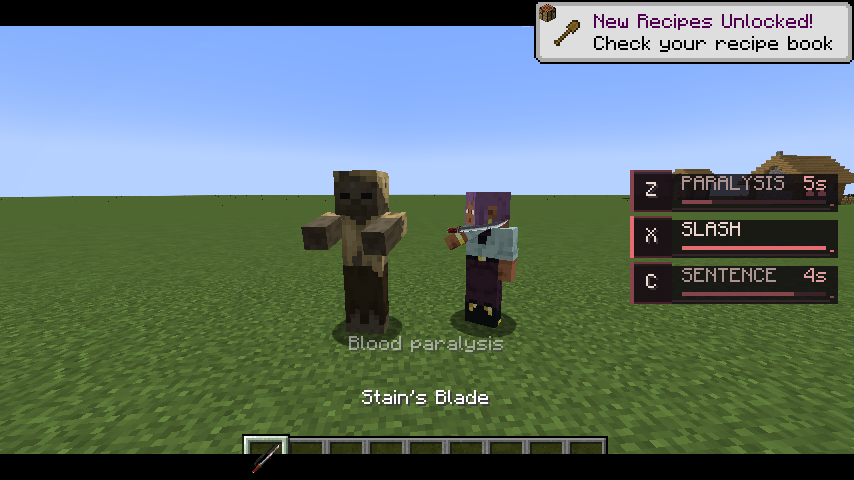 New Recipes Unlocked!
Check your recipe book
Z PARALYSIS 5s
X SLASH
C SENTENCE 4s
Blood paralysis
Stain's Blade